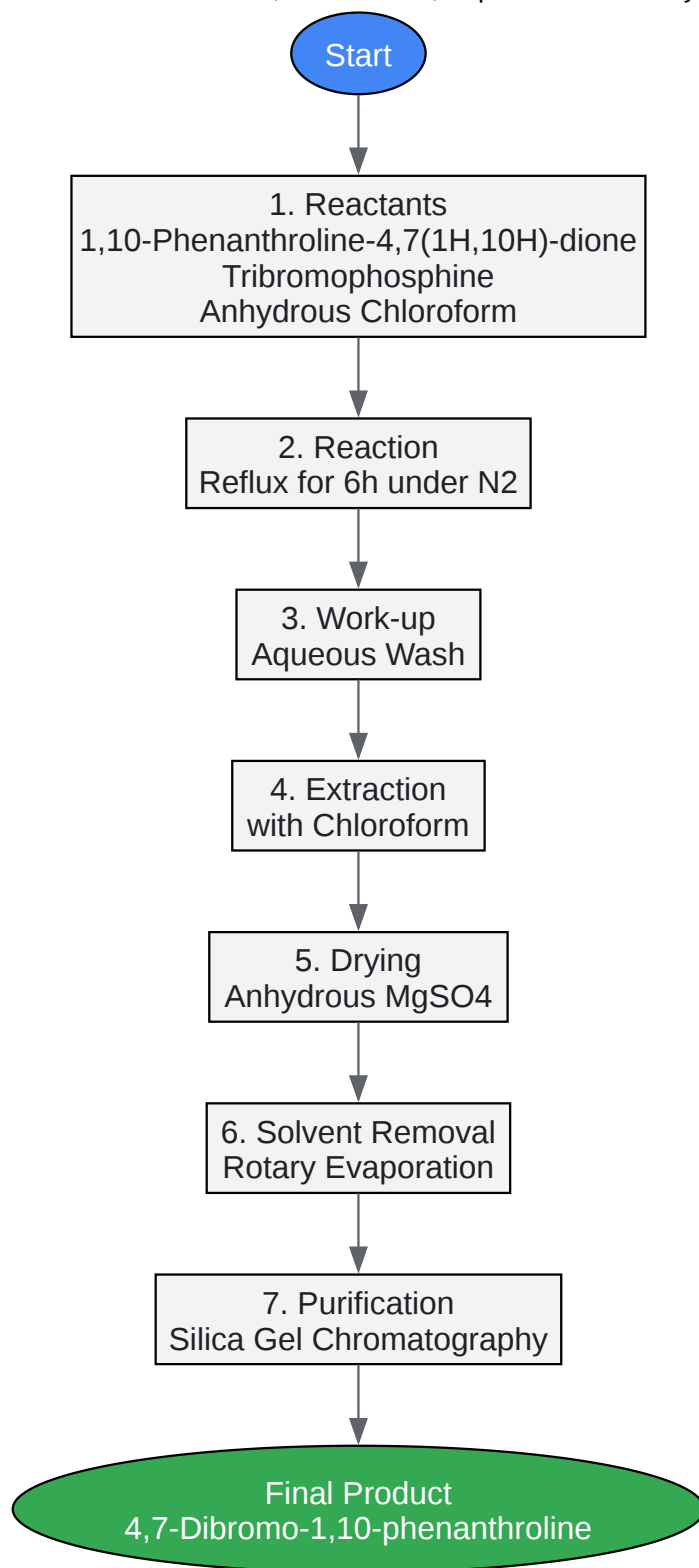 Start
1. Reactants
1,10-Phenanthroline-4,7(1H,10H)-dione
Tribromophosphine
Anhydrous Chloroform
2. Reaction
Reflux for 6h under N2
3. Work-up
Aqueous Wash
4. Extraction
with Chloroform
5. Drying
Anhydrous MgSO4
6. Solvent Removal
Rotary Evaporation
7. Purification
Silica Gel Chromatography
Final Product
4,7-Dibromo-1,10-phenanthroline